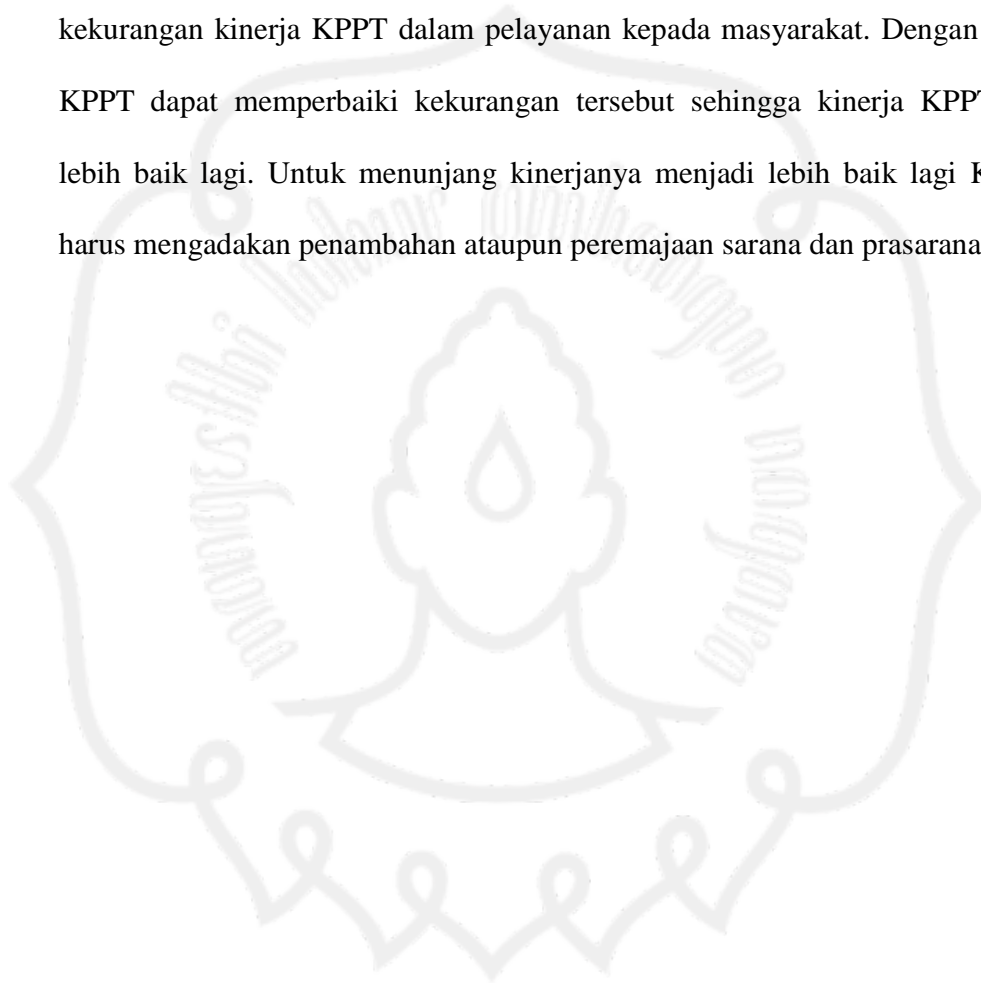 kekurangan kinerja KPPT dalam pelayanan kepada masyarakat. Dengan
KPPT dapat memperbaiki kekurangan tersebut sehingga kinerja KPPT
lebih baik lagi. Untuk menunjang kinerjanya menjadi lebih baik lagi K
harus mengadakan penambahan ataupun peremajaan sarana dan prasarana